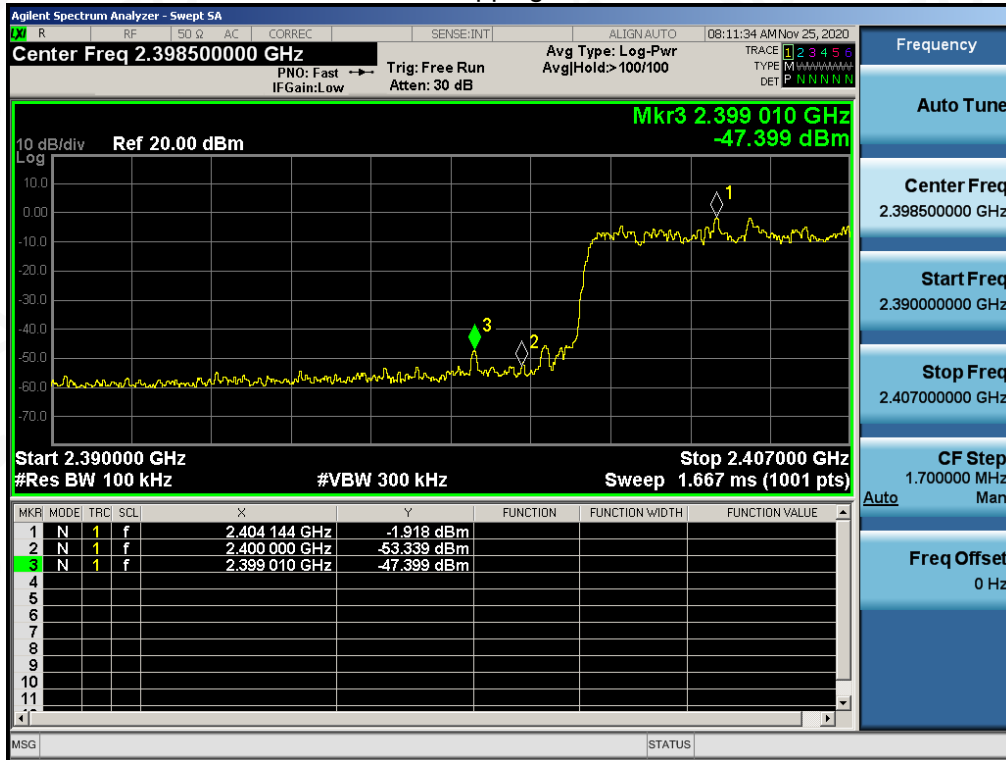 Agilent Spectrum Analyzer - Swept SA
LXI R RF 50 Ω AC CORREC SENSE:INT ALIGN AUTO 08:11:34 AM Nov 25, 2020
Center Freq 2.398500000 GHz
PNO: Fast
IFGain:Low
Trig: Free Run
Atten: 30 dB
Avg Type: Log-Pwr
Avg|Hold:> 100/100
TRACE 1 2 3 4 5 6
TYPE M WWWWW
DET P N N N N N
Mkr3 2.399 010 GHz
-47.399 dBm
10 dB/div Ref 20.00 dBm
Log
10.0
0.00
-10.0
-20.0
-30.0
-40.0
-50.0
-60.0
-70.0
1
3
2
Start 2.390000 GHz Stop 2.407000 GHz
#Res BW 100 kHz #VBW 300 kHz Sweep 1.667 ms (1001 pts)
MKR MODE TRC SCL X Y FUNCTION FUNCTION WIDTH FUNCTION VALUE
1 N 1 f 2.404 144 GHz -1.918 dBm
2 N 1 f 2.400 000 GHz -53.339 dBm
3 N 1 f 2.399 010 GHz -47.399 dBm
4
5
6
7
8
9
10
11
MSG STATUS
Frequency
Auto Tune
Center Freq
2.398500000 GHz
Start Freq
2.390000000 GHz
Stop Freq
2.407000000 GHz
CF Step
1.700000 MHz
Auto Man
Freq Offset
0 Hz